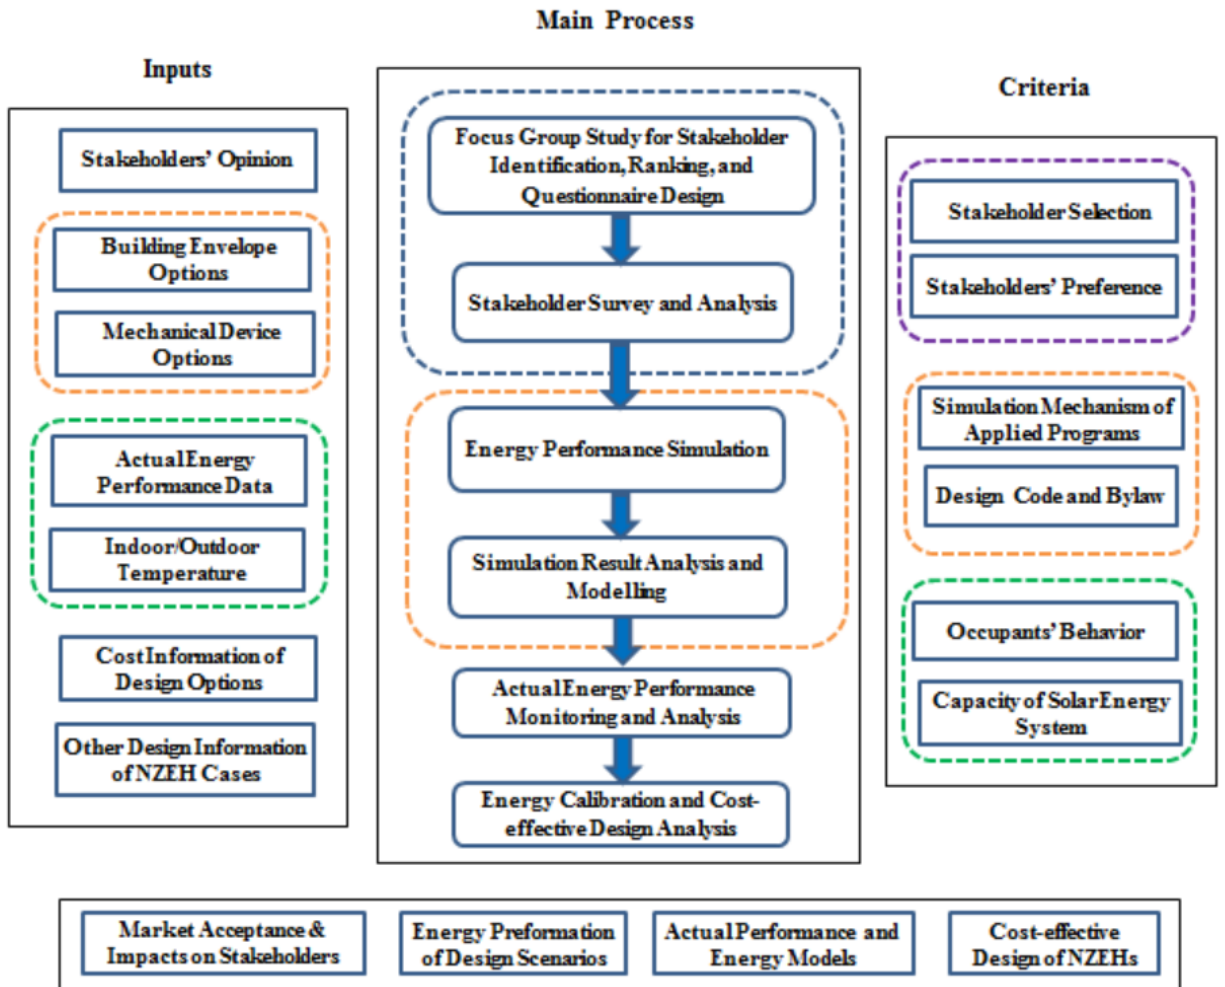 Main Process
Inputs
Criteria
Stakeholders' Opinion
Building Envelope
Options
Mechanical Device
Options
Actual Energy
Performance Data
Indoor/Outdoor
Temperature
Cost Information of
Design Options
Other Design Information
of NZEH Cases
Focus Group Study for Stakeholder
Identification, Ranking, and
Questionnaire Design
Stakeholder Survey and Analysis
Energy Performance Simulation
Simulation Result Analysis and
Modelling
Actual Energy Performance
Monitoring and Analysis
Energy Calibration and Cost-
effective Design Analysis
Stakeholder Selection
Stakeholders' Preference
Simulation Mechanism of
Applied Programs
Design Code and Bylaw
Occupants' Behavior
Capacity of Solar Energy
System
Market Acceptance &
Impacts on Stakeholders
Energy Preformation
of Design Scenarios
Actual Performance and
Energy Models
Cost-effective
Design of NZEHs